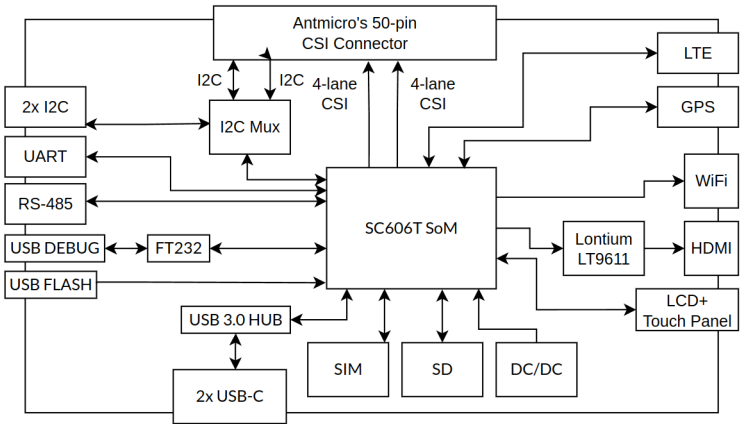 Antmicro's 50-pin
CSI Connector
LTE
I2C
I2C
4-lane
CSI
4-lane
CSI
2x I2C
GPS
I2C Mux
UART
WiFi
RS-485
SC606T SoM
USB DEBUG
FT232
Lontium
LT9611
HDMI
USB FLASH
LCD+
Touch Panel
USB 3.0 HUB
SIM
SD
DC/DC
2x USB-C